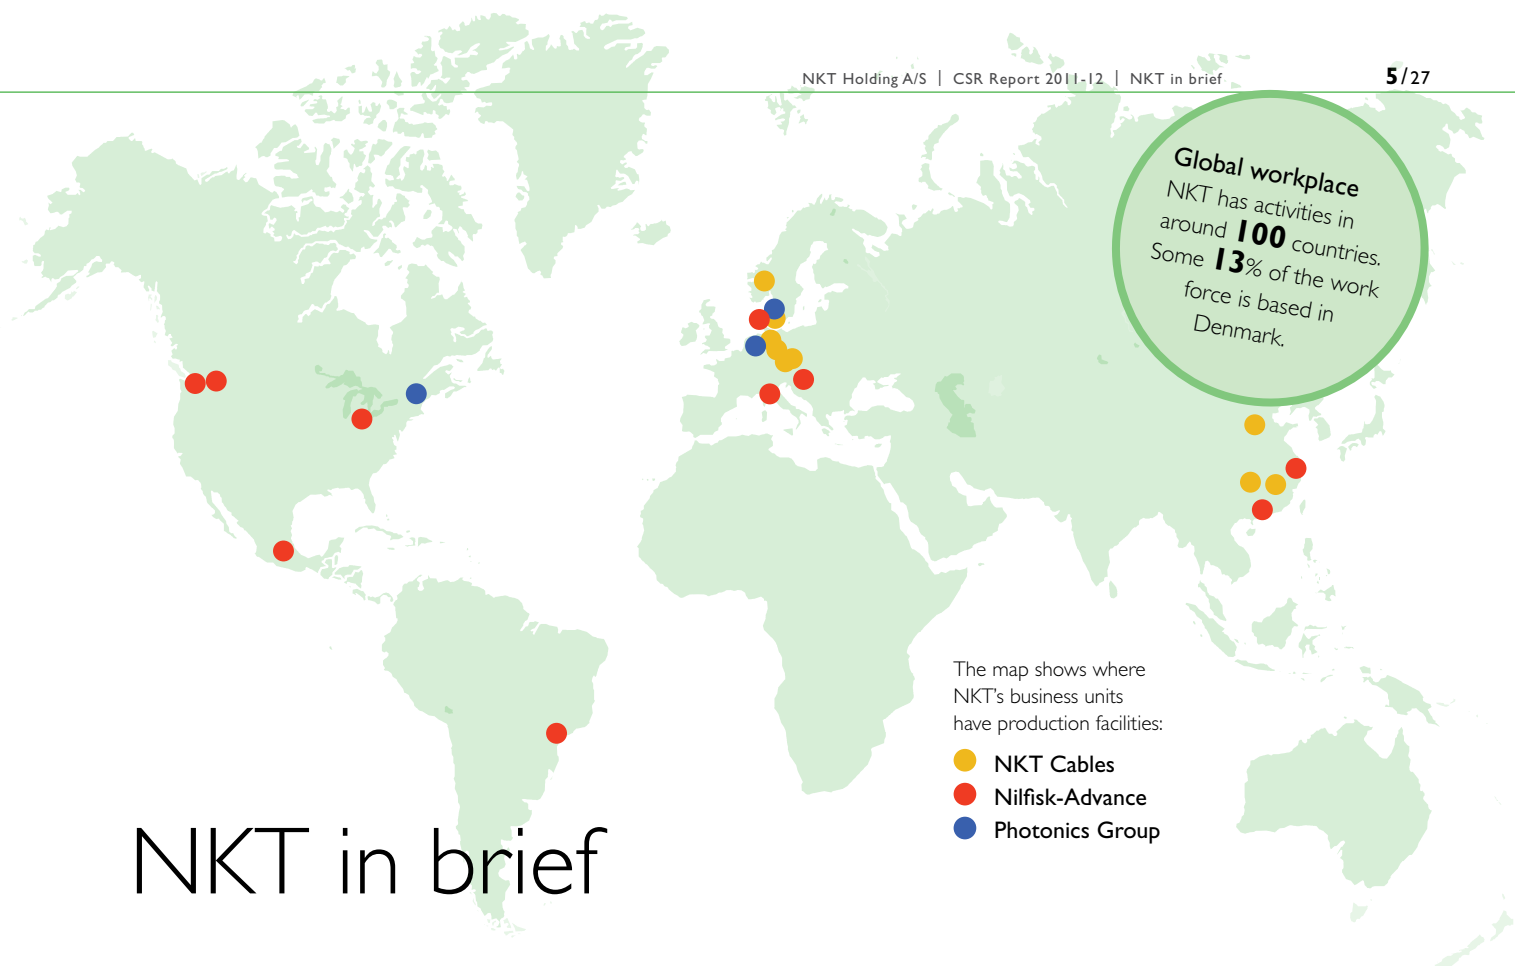 NKT Holding A/S | CSR Report 2011-12 | NKT in brief
5/27
Global workplace
NKT has activities in
around 100 countries.
Some 13% of the work
force is based in
Denmark.
The map shows where
NKT's business units
have production facilities:
NKT Cables
Nilfisk-Advance
Photonics Group
NKT in brief